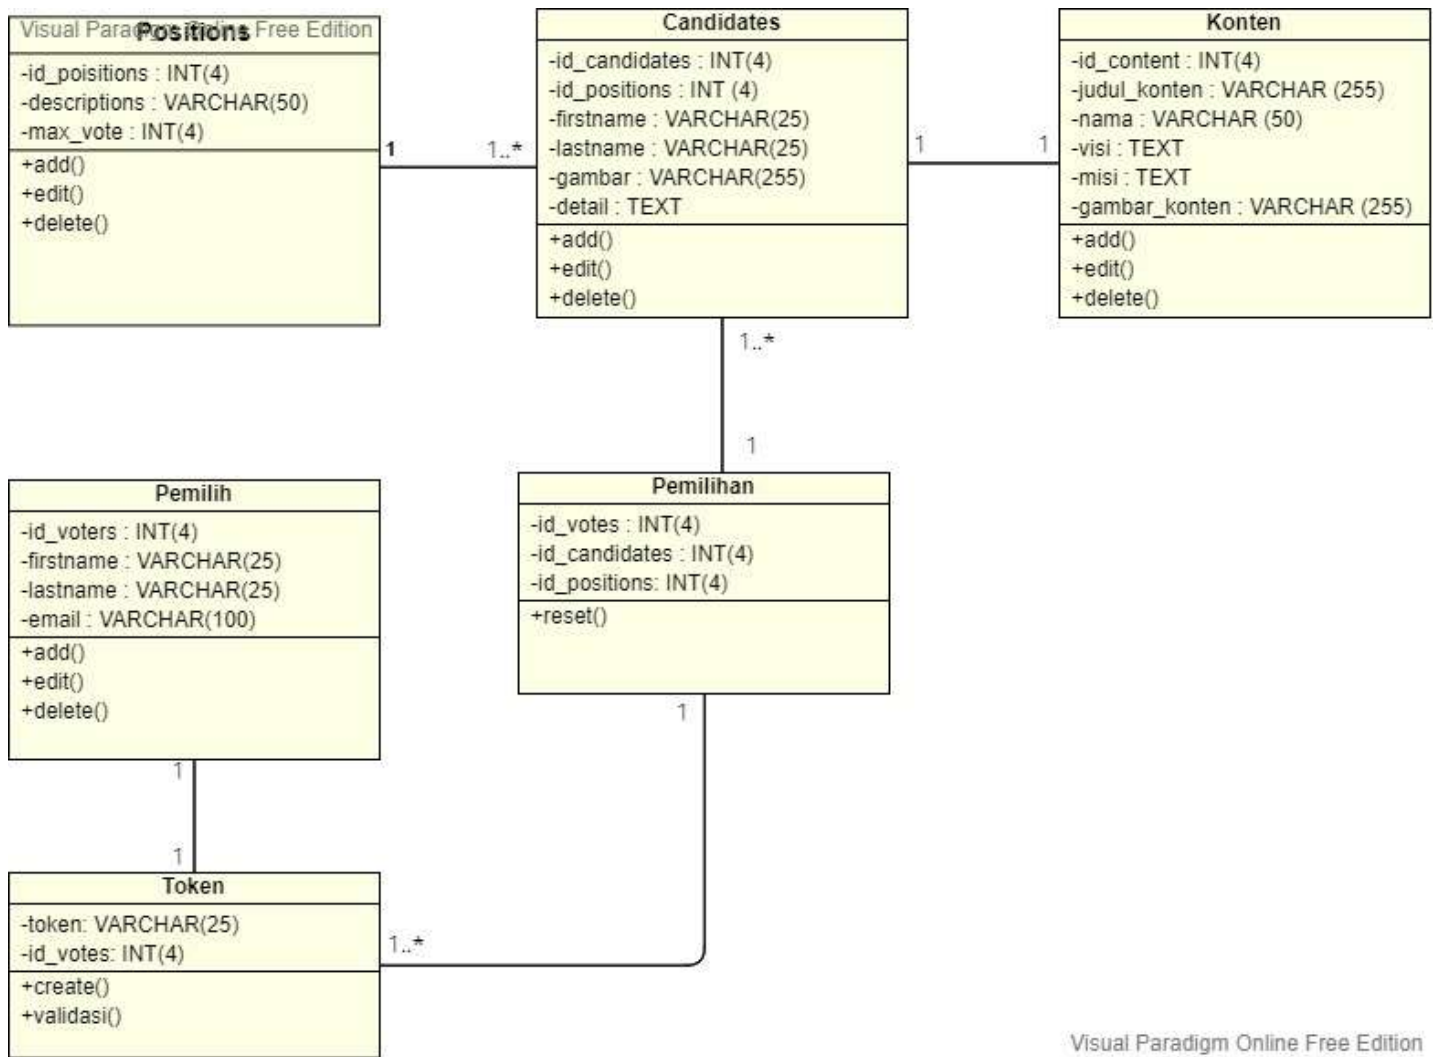 Visual Paradigm Online Free Edition
Positions
-id_poisitions : INT(4)
-descriptions : VARCHAR(50)
-max_vote : INT(4)
+add()
+edit()
+delete()
1
1..*
Candidates
-id_candidates : INT(4)
-id_positions : INT (4)
-firstname : VARCHAR(25)
-lastname : VARCHAR(25)
-gambar : VARCHAR(255)
-detail : TEXT
+add()
+edit()
+delete()
1
1
Konten
-id_content : INT(4)
-judul_konten : VARCHAR (255)
-nama : VARCHAR (50)
-visi : TEXT
-misi : TEXT
-gambar_konten : VARCHAR (255)
+add()
+edit()
+delete()
1..*
1
Pemilih
-id_voters : INT(4)
-firstname : VARCHAR(25)
-lastname : VARCHAR(25)
-email : VARCHAR(100)
+add()
+edit()
+delete()
Pemilihan
-id_votes : INT(4)
-id_candidates : INT(4)
-id_positions: INT(4)
+reset()
1
1
1
Token
-token: VARCHAR(25)
-id_votes: INT(4)
+create()
+validasi()
1..*
Visual Paradigm Online Free Edition